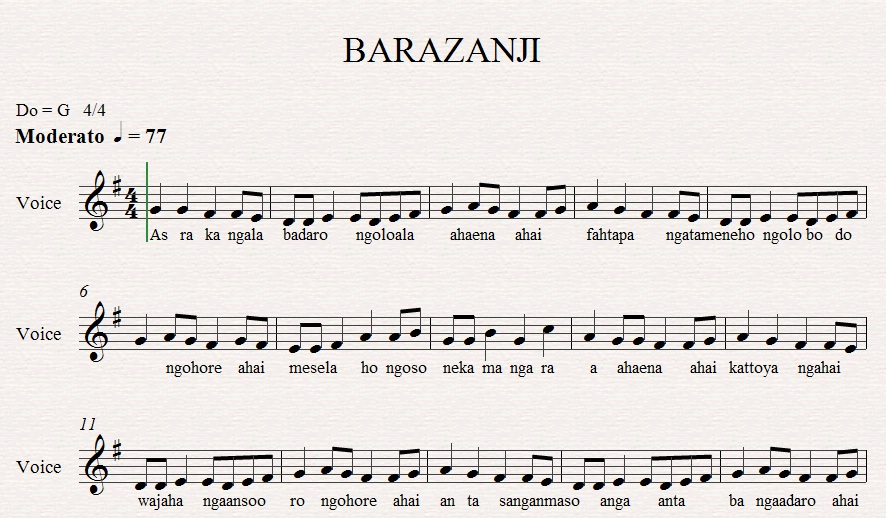 BARAZANJI
Do = G 4/4
Moderato ♩ = 77
Voice
As ra ka ngala badaro ngoloala ahaena ahai fahtapa ngatameneho ngolo bo do
6
Voice
ngohore ahai mesela ho ngoso neka ma nga ra a ahaena ahai kattoya ngahai
11
Voice
wajaha ngaansoo ro ngohore ahai an ta sanganmaso anga anta ba ngaadaro ahai